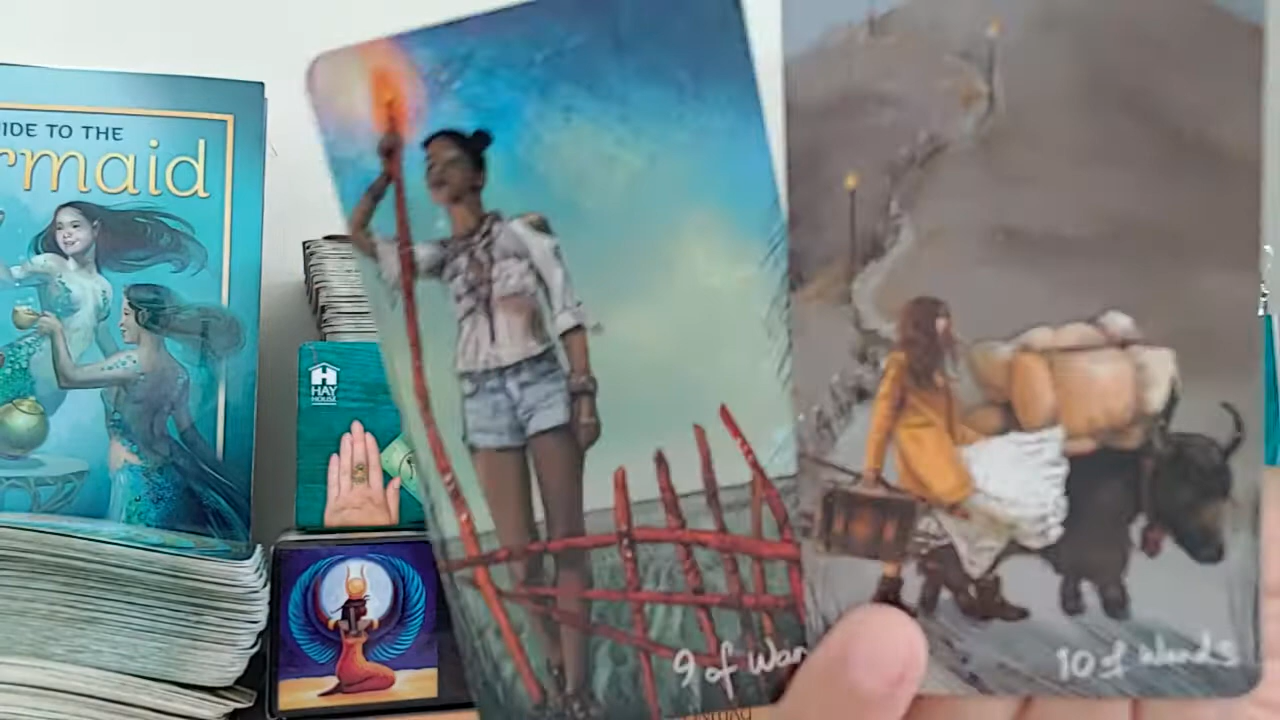 IDE TO THE
rmaid
HAY
HOUSE
9 of Wan
10 of Wands